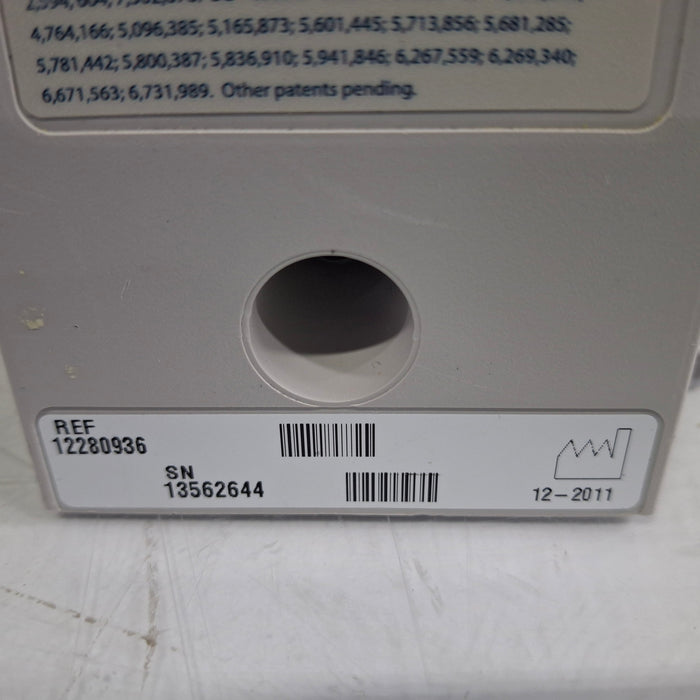 4,764,166; 5,096,385; 5,165,873; 5,601,445; 5,713,856; 5,681,285;
5,781,442; 5,800,387; 5,836,910; 5,941,846; 6,267,559; 6,269,340;
6,671,563; 6,731,989. Other patents pending.
REF
12280936
SN
13562644
12-2011